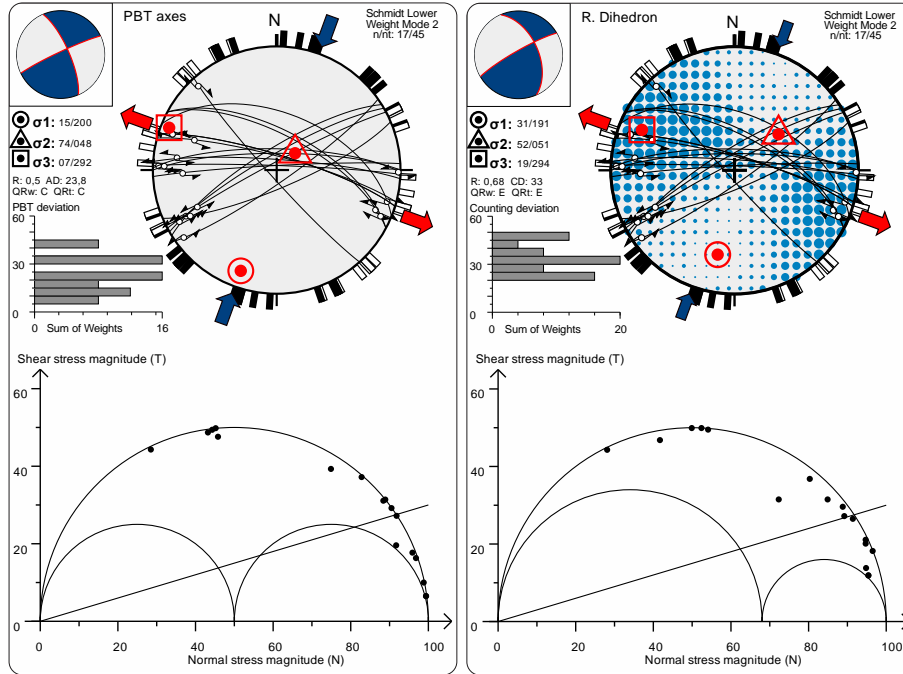 PBT axes
N
Schmidt Lower
Weight Mode 2
n/nt: 17/45
σ1: 15/200
σ2: 74/048
σ3: 07/292
R: 0,5 AD: 23,8
QRw: C QRt: C
PBT deviation
60
30
0
0 Sum of Weights 16
Shear stress magnitude (T)
60
40
20
0
0 20 40 60 80 100
Normal stress magnitude (N)
R. Dihedron
N
Schmidt Lower
Weight Mode 2
n/nt: 17/45
σ1: 31/191
σ2: 52/051
σ3: 19/294
R: 0,68 CD: 33
QRw: E QRt: E
Counting deviation
60
30
0
0 Sum of Weights 20
Shear stress magnitude (T)
60
40
20
0
0 20 40 60 80 100
Normal stress magnitude (N)